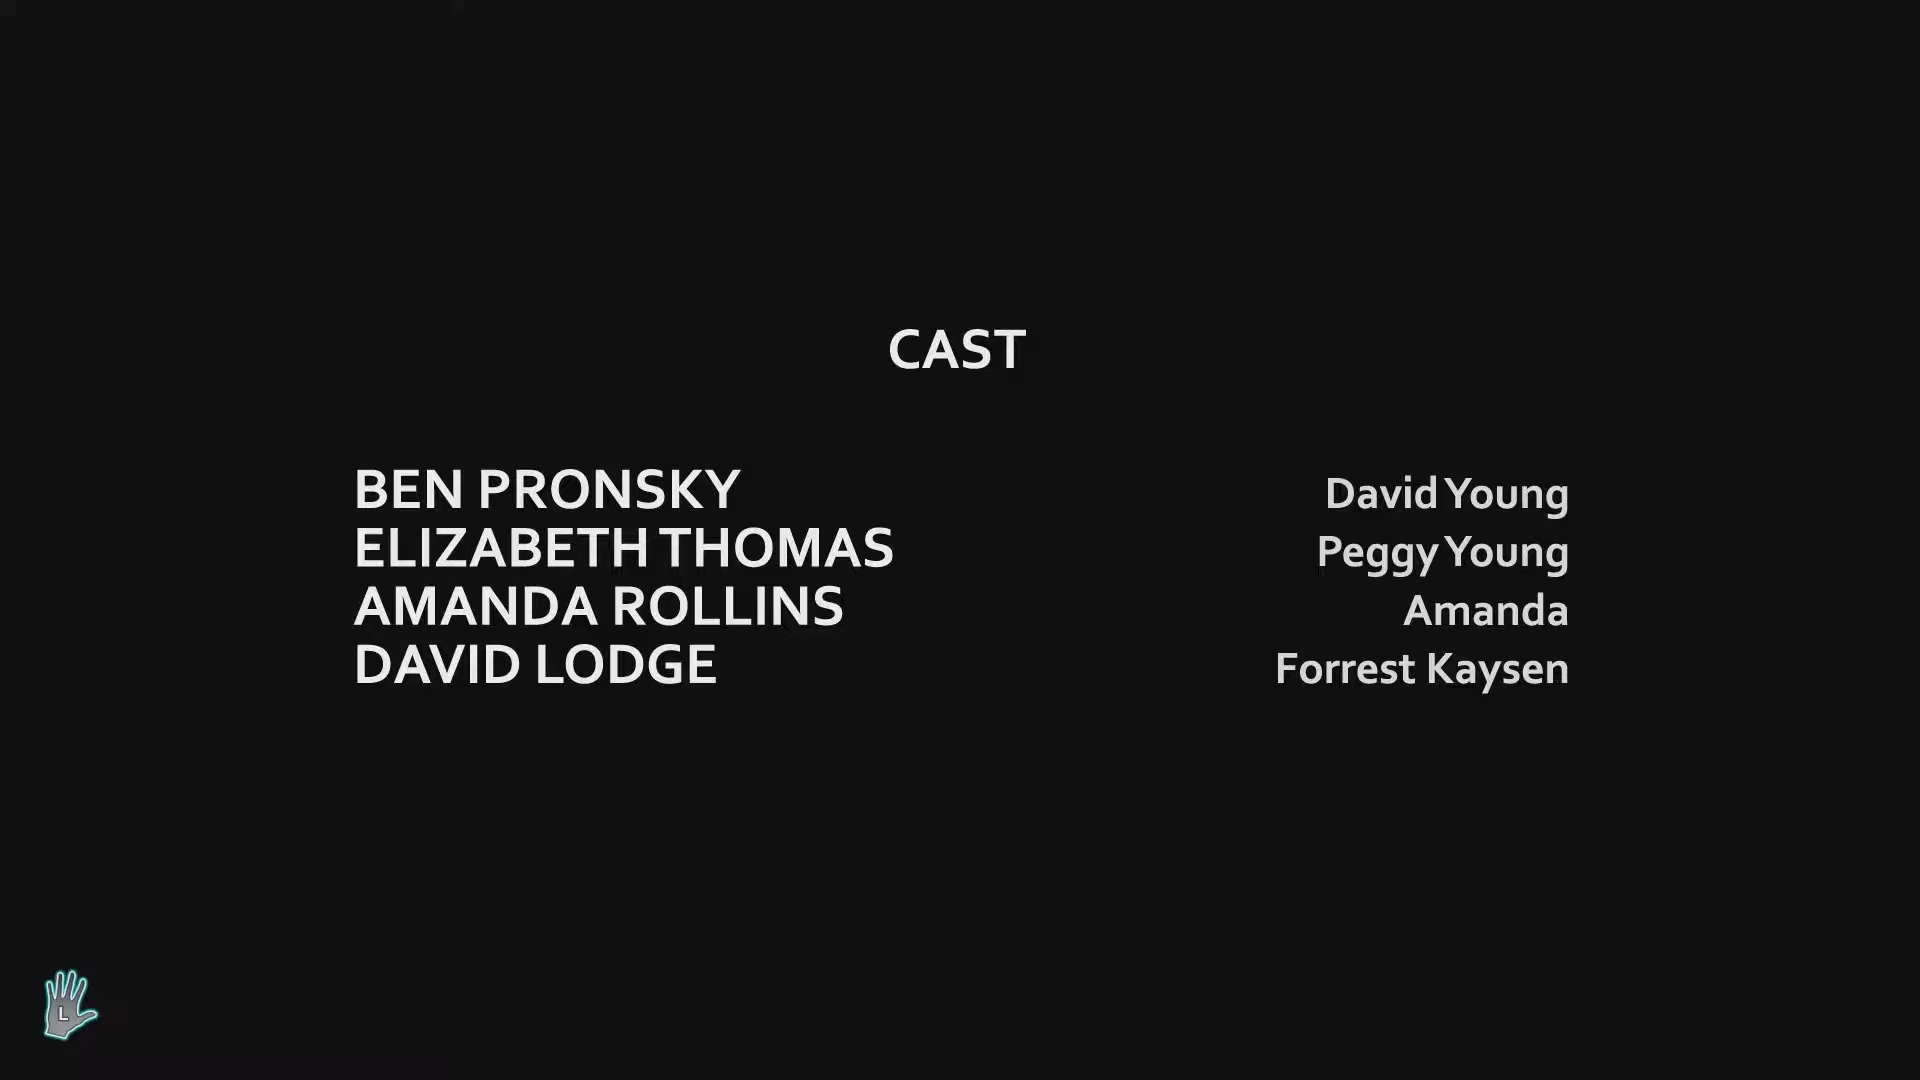 CAST
BEN PRONSKY David Young
ELIZABETH THOMAS Peggy Young
AMANDA ROLLINS Amanda
DAVID LODGE Forrest Kaysen
L